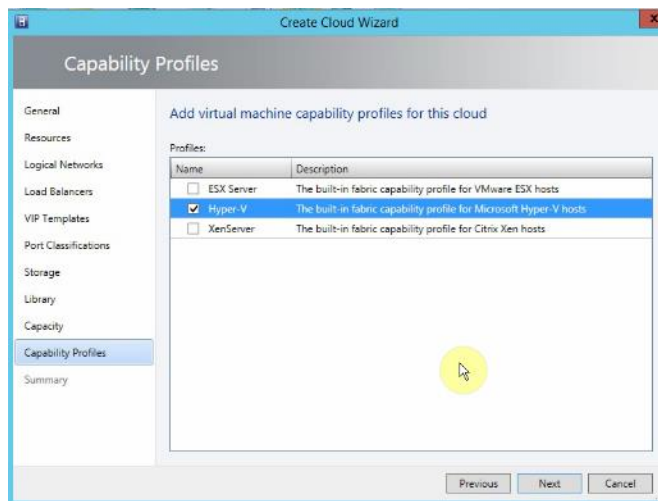 Create Cloud Wizard
x
Capability Profiles
General
Resources
Logical Networks
Load Balancers
VIP Templates
Port Classifications
Storage
Library
Capacity
Capability Profiles
Summary
Add virtual machine capability profiles for this cloud
Profiles:
Name Description
ESX Server The built-in fabric capability profile for VMware ESX hosts
Hyper-V The built-in fabric capability profile for Microsoft Hyper-V hosts
XenServer The built-in fabric capability profile for Citrix Xen hosts
Previous Next Cancel